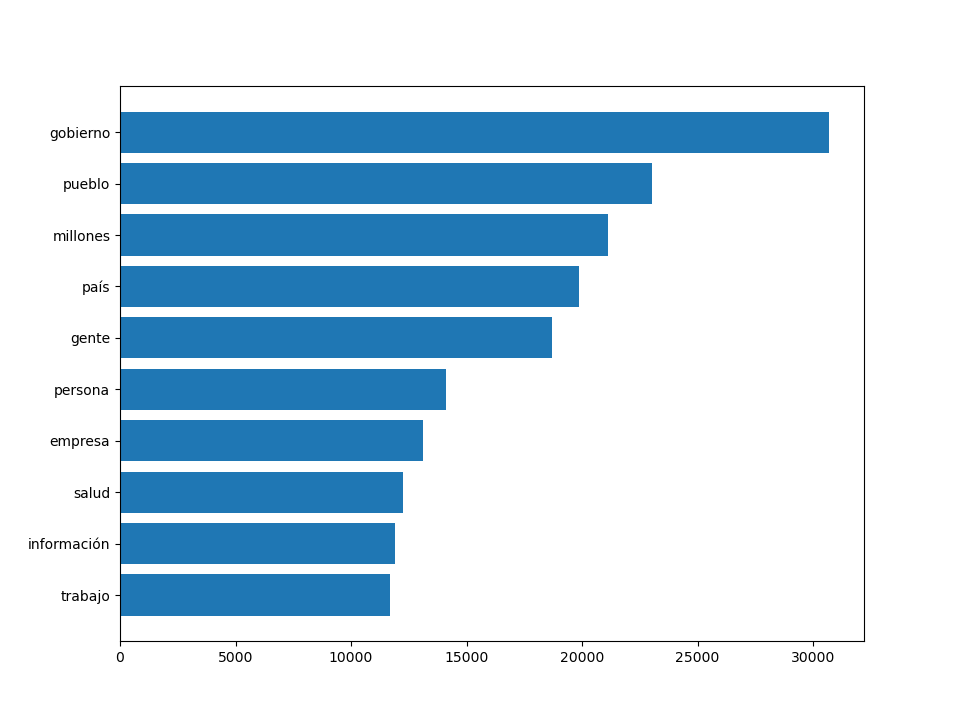 gobierno
pueblo
millones
país
gente
persona
empresa
salud
información
trabajo
0 5000 10000 15000 20000 25000 30000